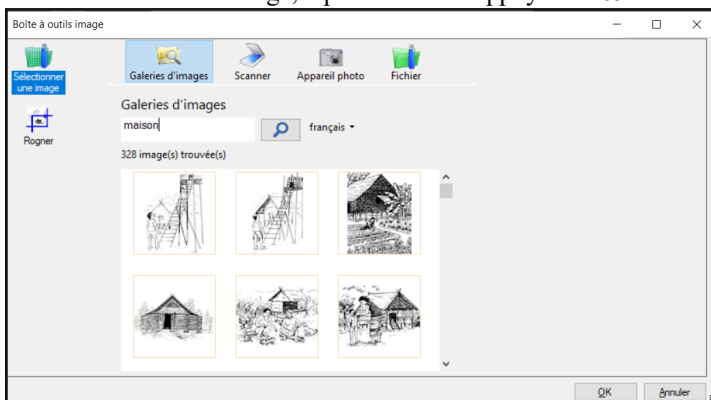 Boîte à outils image
Sélectionner
une image
Rogner
Galeries d'images
Scanner
Appareil photo
Fichier
Galeries d'images
maison
français
328 image(s) trouvée(s)
OK
Annuler